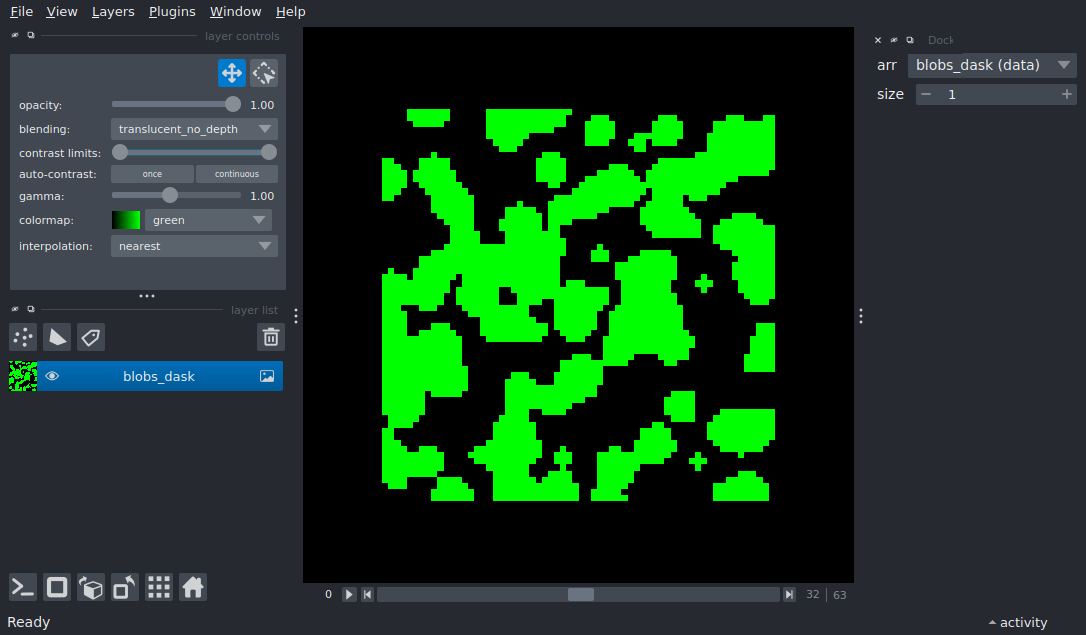 File View Layers Plugins Window Help
layer controls
opacity: 1.00
blending: translucent_no_depth
contrast limits:
auto-contrast: once continuous
gamma: 1.00
colormap: green
interpolation: nearest
layer list
blobs_dask
Dock
arr blobs_dask (data)
size 1
0 32 63
Ready
activity